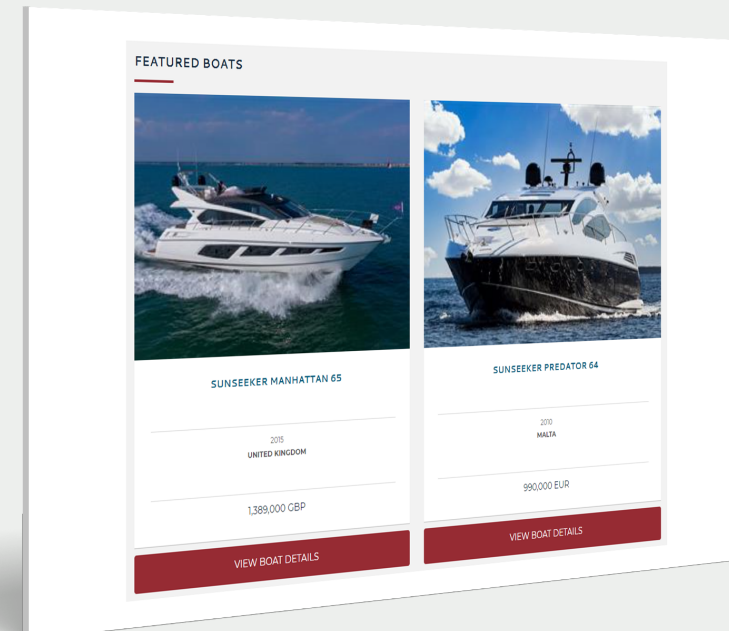 FEATURED BOATS
SUNSEEKER MANHATTAN 65
2015
UNITED KINGDOM
1,389,000 GBP
VIEW BOAT DETAILS
SUNSEEKER PREDATOR 64
2010
MALTA
990,000 EUR
VIEW BOAT DETAILS